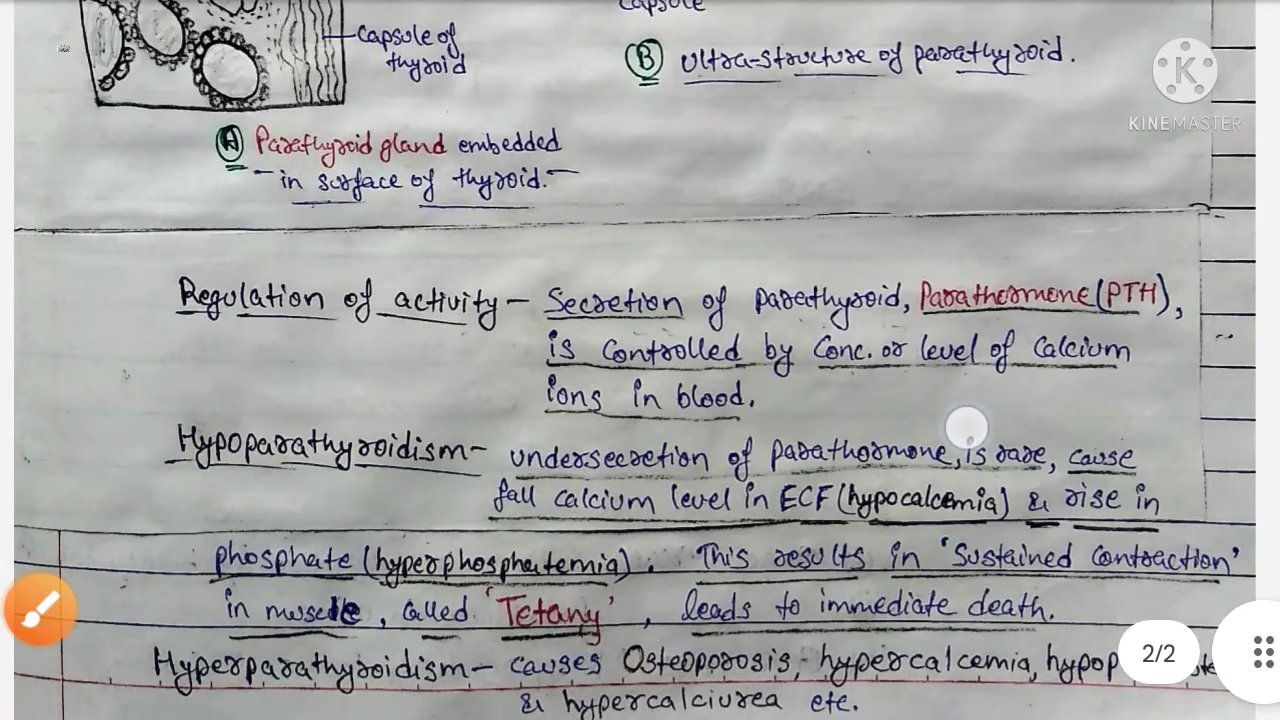 capsule
capsule of
thyroid
B Ultra-structure of parathyroid.
KINEMASTER
A Parathyroid gland embedded
in surface of thyroid.
Regulation of activity - Secretion of parathyroid, Parathormone (PTH),
is controlled by conc. or level of calcium
ions in blood.
Hypoparathyroidism - undersecretion of parathormone, is rare, cause
fall calcium level in ECF (hypocalcemia) & rise in
phosphate (hyperphosphatemia). This results in 'Sustained contraction'
in muscle, called 'Tetany', leads to immediate death.
Hyperparathyroidism - causes Osteoporosis, hypercalcemia,
& hypercalciurea etc.
2/2